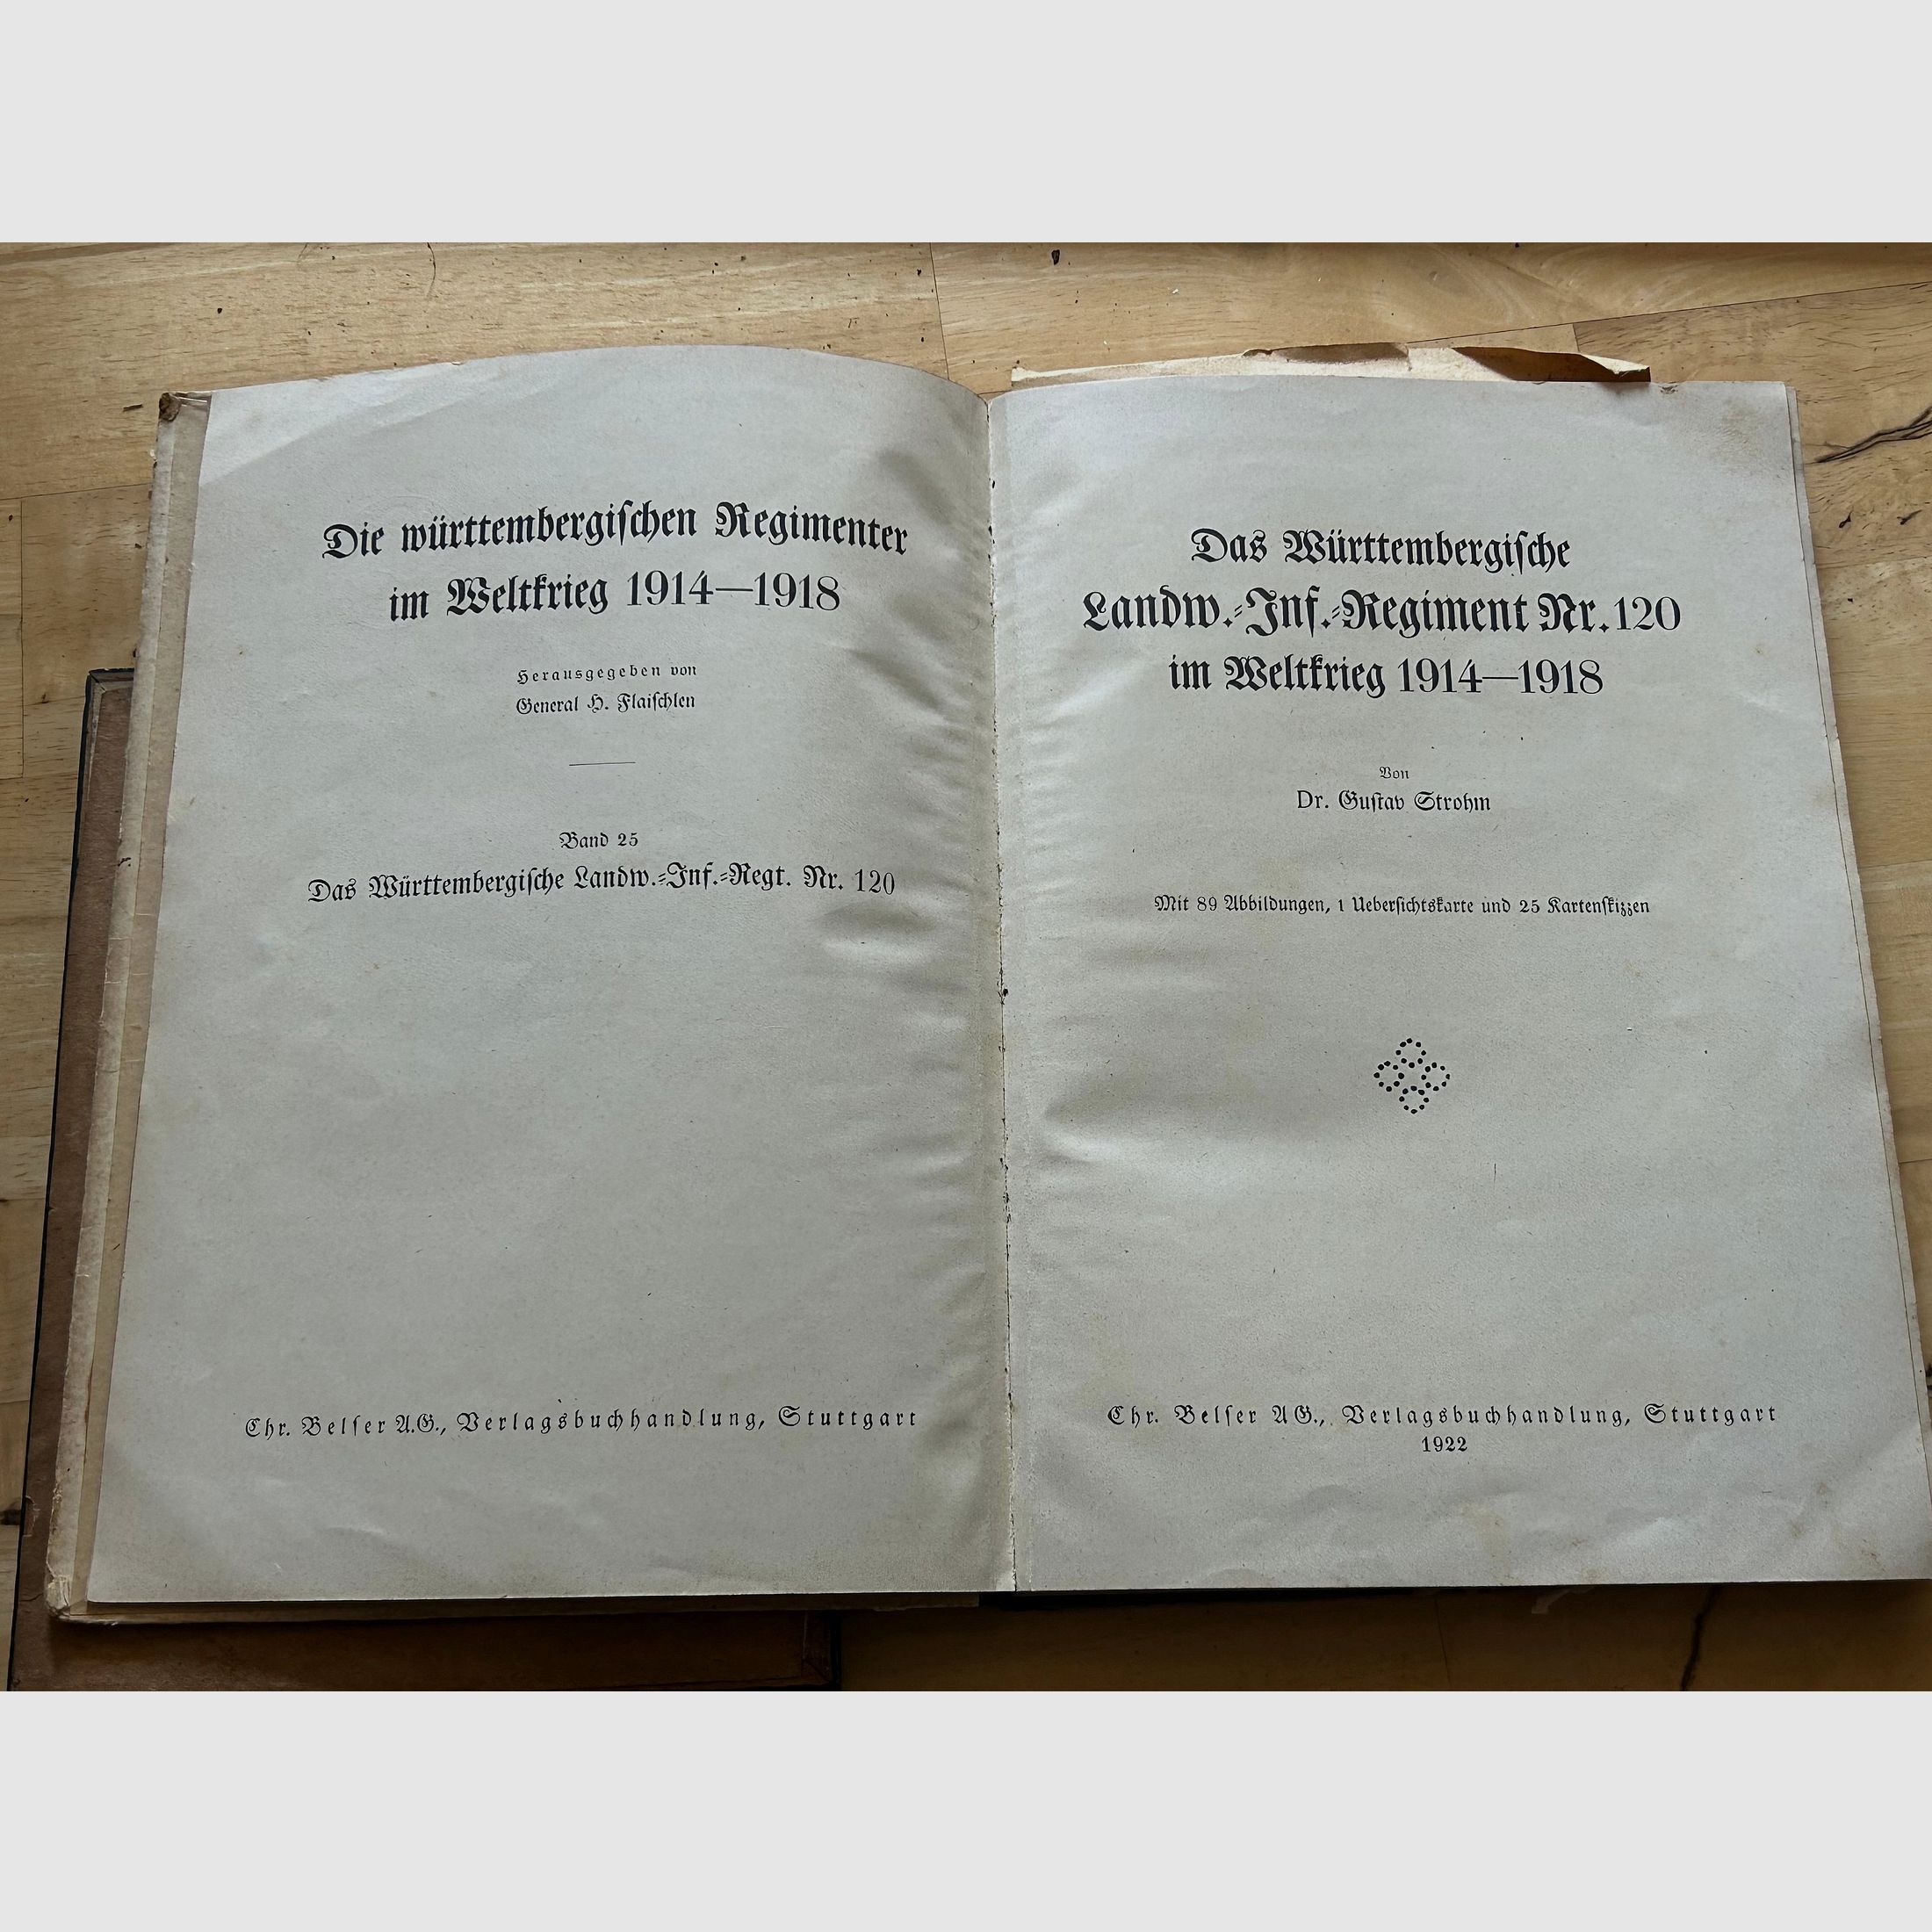 Die württembergischen Regimenter
im Weltkrieg 1914—1918
Herausgegeben von
General H. Flaischlen
Band 25
Das Württembergische Landw.-Inf.-Regt. Nr. 120
Chr. Belser A.G., Verlagsbuchhandlung, Stuttgart
Das Württembergische
Landw.-Inf.-Regiment Nr. 120
im Weltkrieg 1914—1918
Von
Dr. Gustav Strohm
Mit 89 Abbildungen, 1 Uebersichtskarte und 25 Kartenskizzen
Chr. Belser AG., Verlagsbuchhandlung, Stuttgart
1922